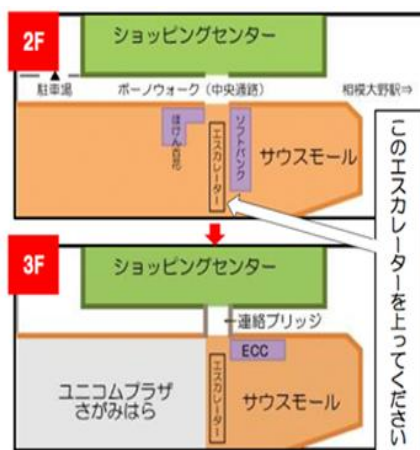 2F
ショッピングセンター
駐車場
ボーノウォーク(中央通路)
相模大野駅⇒
ほけん百花
エスカレーター
ソフトバンク
サウスモール
このエスカレーターを上ってください
3F
ショッピングセンター
連絡ブリッジ
ECC
ユニコムプラザ
さがみはら
エスカレーター
サウスモール